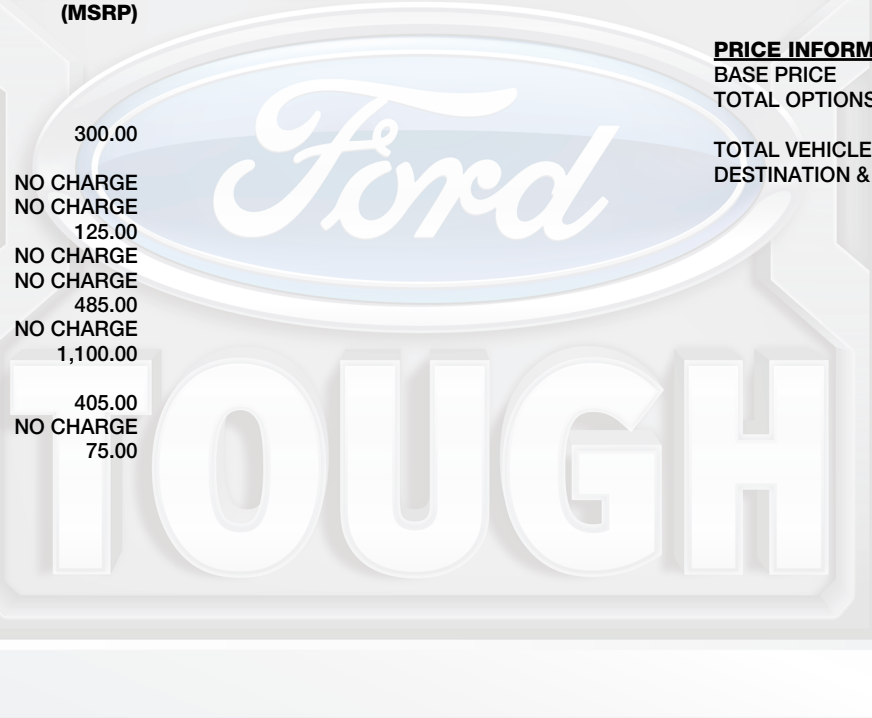 (MSRP)
300.00
NO CHARGE
NO CHARGE
125.00
NO CHARGE
NO CHARGE
485.00
NO CHARGE
1,100.00
405.00
NO CHARGE
75.00
PRICE INFORM
BASE PRICE
TOTAL OPTIONS
TOTAL VEHICLE
DESTINATION &
Ford
TOUGH